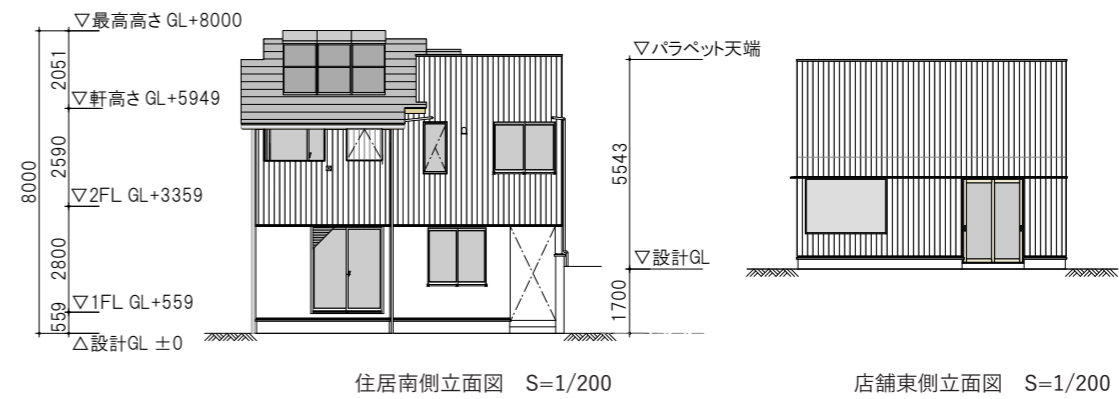 ▽最高高さ GL+8000
2051
▽軒高さ GL+5949
2590
8000
▽2FL GL+3359
2800
▽1FL GL+559
559
△設計GL ±0
▽パラペット天端
5543
▽設計GL
1700
住居南側立面図 S=1/200
店舗東側立面図 S=1/200